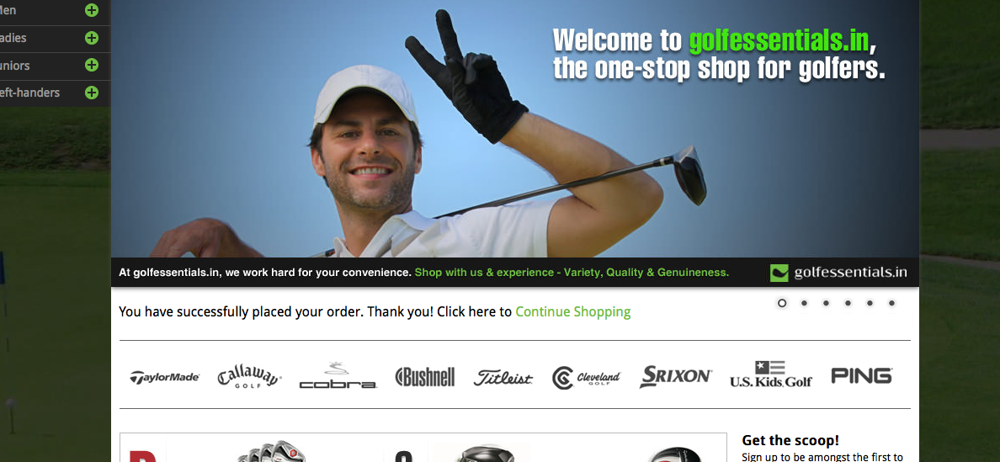 Men
adies
uniors
eft-handers
Welcome to golfessentials.in,
the one-stop shop for golfers.
At golfessentials.in, we work hard for your convenience. Shop with us & experience - Variety, Quality & Genuineness.
golfessentials.in
You have successfully placed your order. Thank you! Click here to Continue Shopping
TaylorMade
Callaway
GOLF
cobra
Bushnell
Titleist
Cleveland
GOLF
SRIXON
U.S. Kids Golf
PING
Get the scoop!
Sign up to be amongst the first to